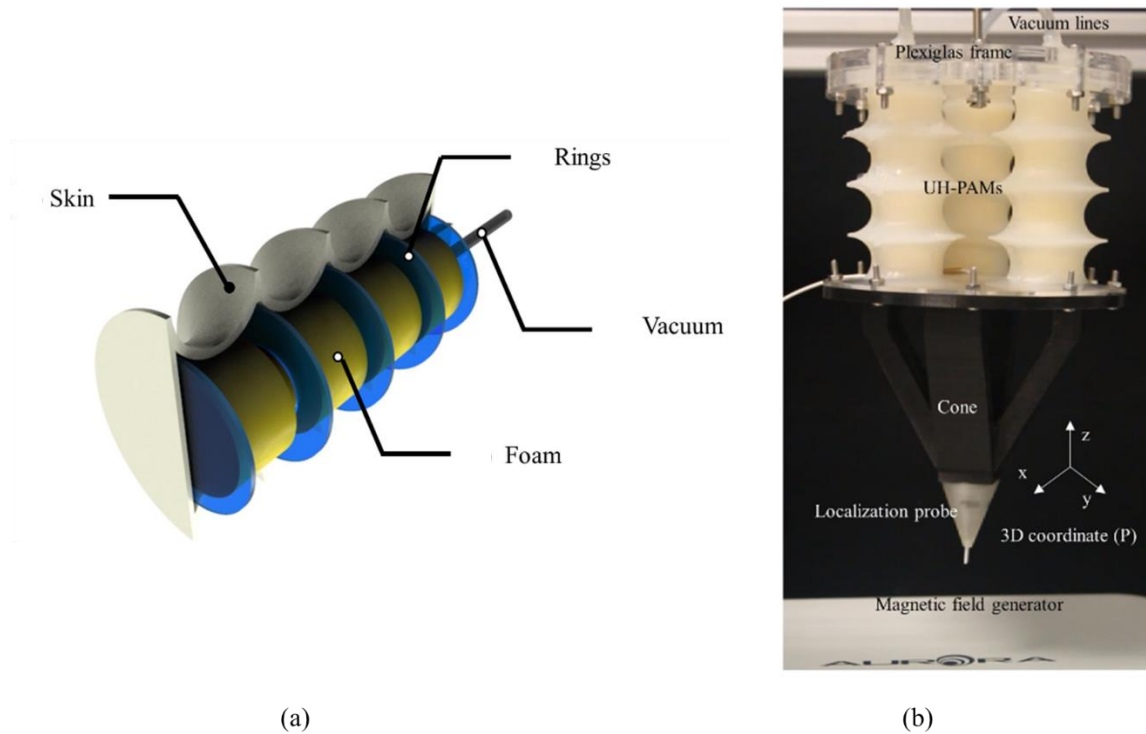 Skin
Rings
Vacuum
Foam
(a)
Vacuum lines
Plexiglas frame
UH-PAMs
Cone
z
x
y
Localization probe
3D coordinate (P)
Magnetic field generator
AURORA
(b)